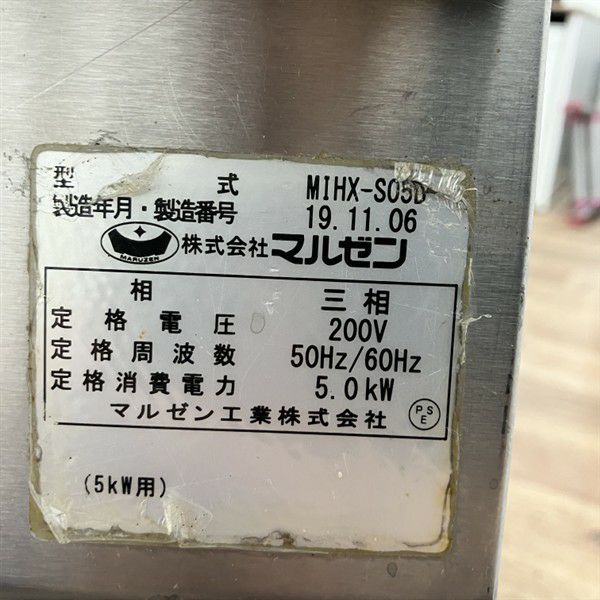 型式 MIHX-S05D
製造年月・製造番号 19.11.06
MARUZEN 株式会社マルゼン
相 三相
定格電圧 200V
定格周波数 50Hz/60Hz
定格消費電力 5.0kW
マルゼン工業株式会社 PSE
(5kW用)